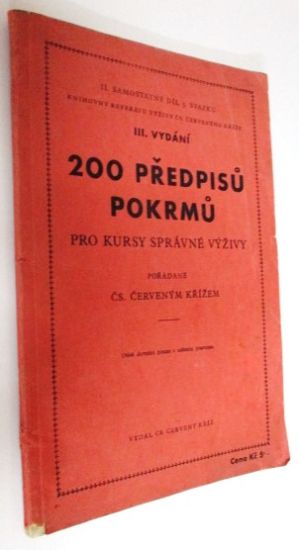 II. SAMOSTATNÝ DÍL 5. SVAZKU
KNIHOVNY REFERÁTU VÝŽIVY ČS. ČERVENÉHO KŘÍŽE
III. VYDÁNÍ
200 PŘEDPISŮ
POKRMŮ
PRO KURSY SPRÁVNÉ VÝŽIVY
POŘÁDANÉ
ČS. ČERVENÝM KŘÍŽEM
VYDAL ČS. ČERVENÝ KŘÍŽ
Cena Kč 5·-